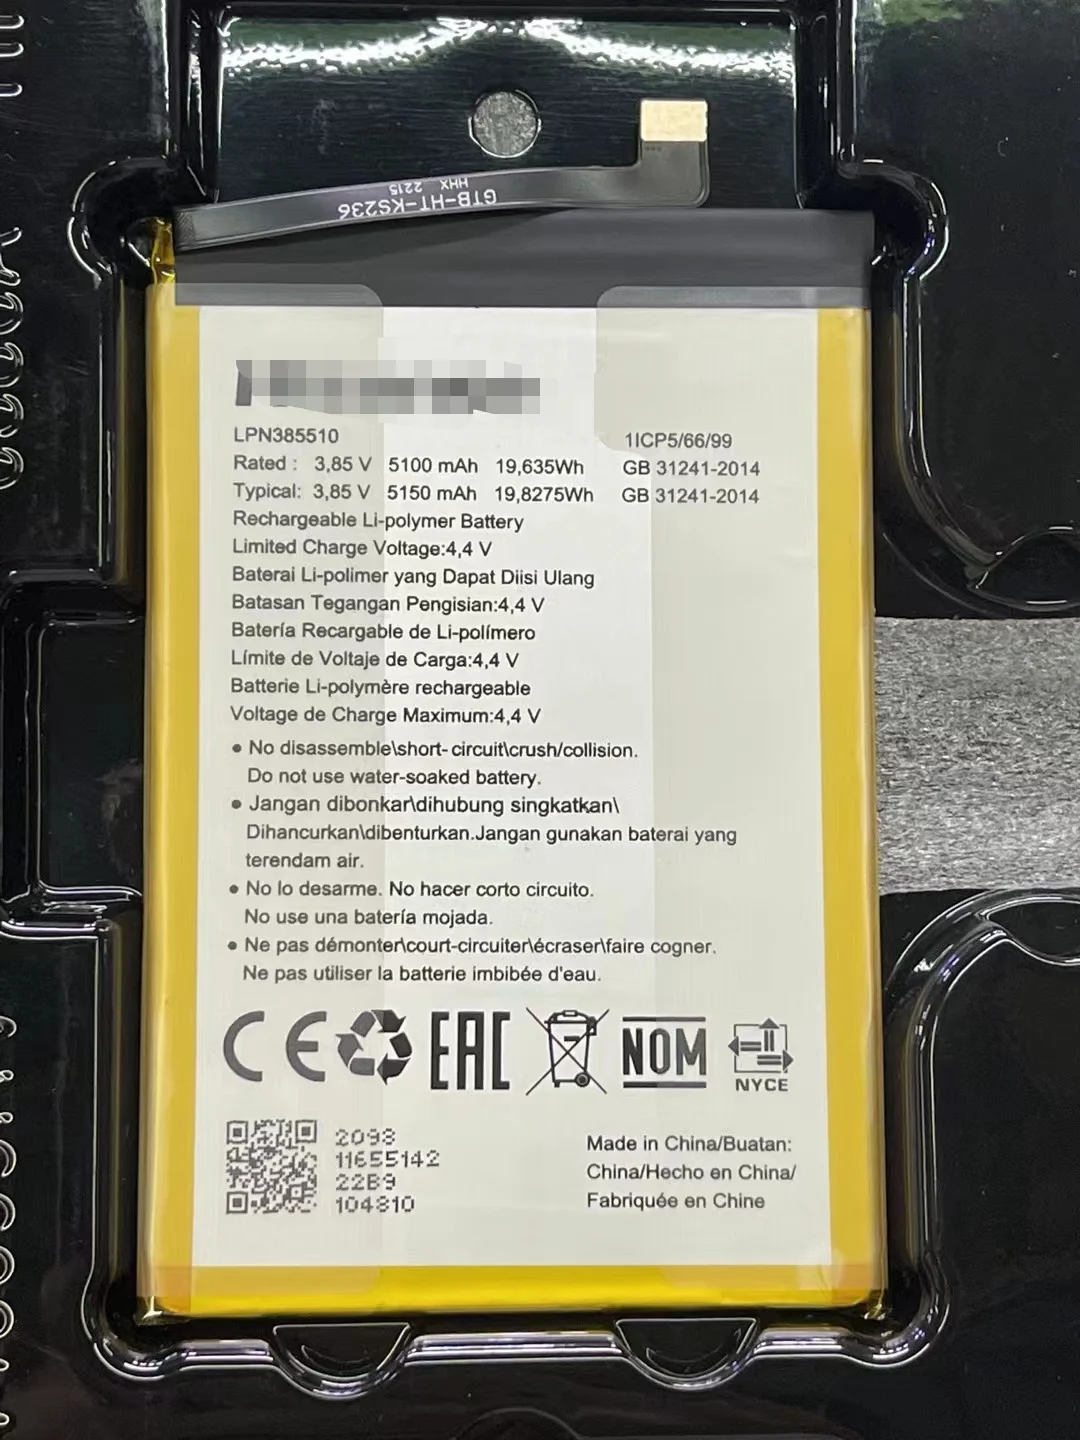 GTB-HT-KS236
HHX 2215
LPN385510
1ICP5/66/99
Rated : 3,85 V 5100 mAh 19,635Wh GB 31241-2014
Typical: 3,85 V 5150 mAh 19,8275Wh GB 31241-2014
Rechargeable Li-polymer Battery
Limited Charge Voltage:4,4 V
Baterai Li-polimer yang Dapat Diisi Ulang
Batasan Tegangan Pengisian:4,4 V
Batería Recargable de Li-polímero
Límite de Voltaje de Carga:4,4 V
Batterie Li-polymère rechargeable
Voltage de Charge Maximum:4,4 V
• No disassemble\short- circuit\crush/collision.
Do not use water-soaked battery.
• Jangan dibonkar\dihubung singkatkan\
Dihancurkan\dibenturkan.Jangan gunakan baterai yang
terendam air.
• No lo desarme. No hacer corto circuito.
No use una batería mojada.
• Ne pas démonter\court-circuiter\écraser\faire cogner.
Ne pas utiliser la batterie imbibée d'eau.
CE EAC NOM
NYCE
2093
11655142
22B9
104810
Made in China/Buatan:
China/Hecho en China/
Fabriquée en Chine